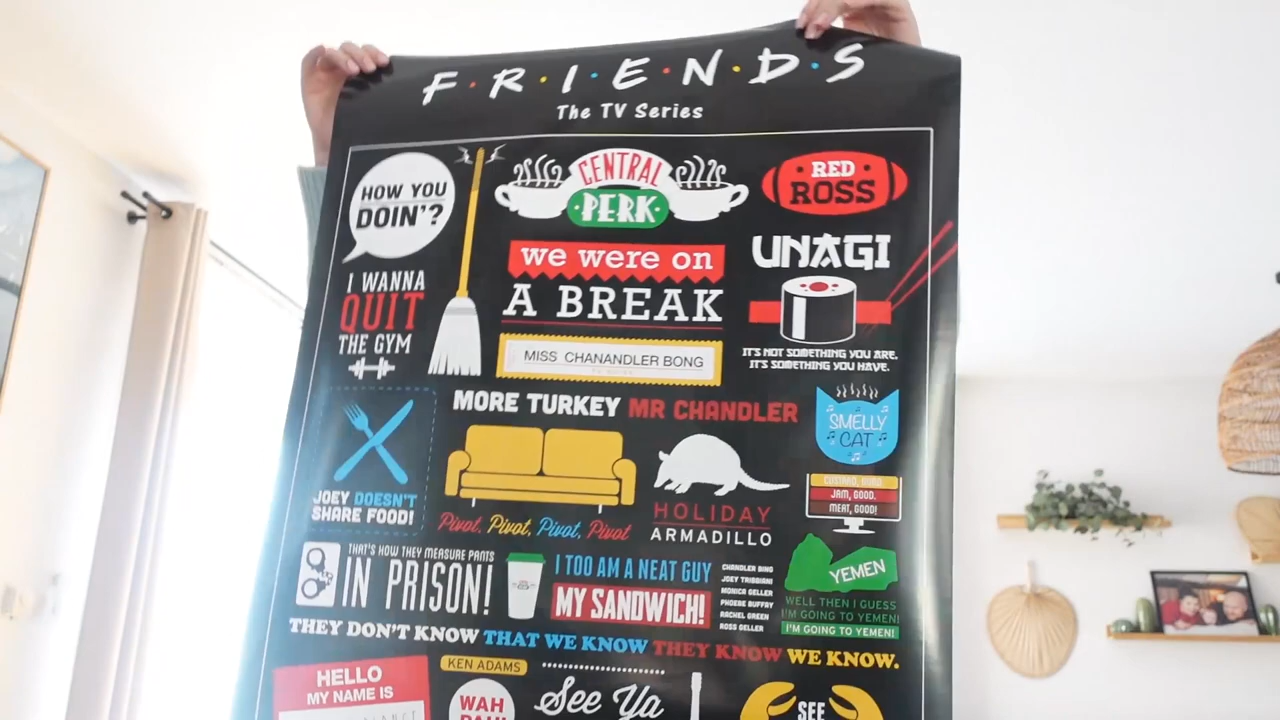 F·R·I·E·N·D·S
The TV Series
HOW YOU
DOIN'?
CENTRAL
PERK
RED
ROSS
I WANNA
QUIT
THE GYM
we were on
A BREAK
MISS CHANANDLER BONG
UNAGI
IT'S NOT SOMETHING YOU ARE.
IT'S SOMETHING YOU HAVE.
MORE TURKEY MR CHANDLER
SMELLY
CAT
JOEY DOESN'T
SHARE FOOD!
Pivot, Pivot, Pivot, Pivot
HOLIDAY
ARMADILLO
CUSTARD, GOOD.
JAM, GOOD.
MEAT, GOOD!
THAT'S HOW THEY MEASURE PANTS
IN PRISON!
I TOO AM A NEAT GUY
MY SANDWICH!
CHANDLER BING
JOEY TRIBBIANI
MONICA GELLER
PHOEBE BUFFAY
RACHEL GREEN
ROSS GELLER
YEMEN
WELL THEN I GUESS
I'M GOING TO YEMEN!
I'M GOING TO YEMEN!
THEY DON'T KNOW THAT WE KNOW THEY KNOW WE KNOW.
HELLO
MY NAME IS
KEN ADAMS
WAH
See Ya
SEE